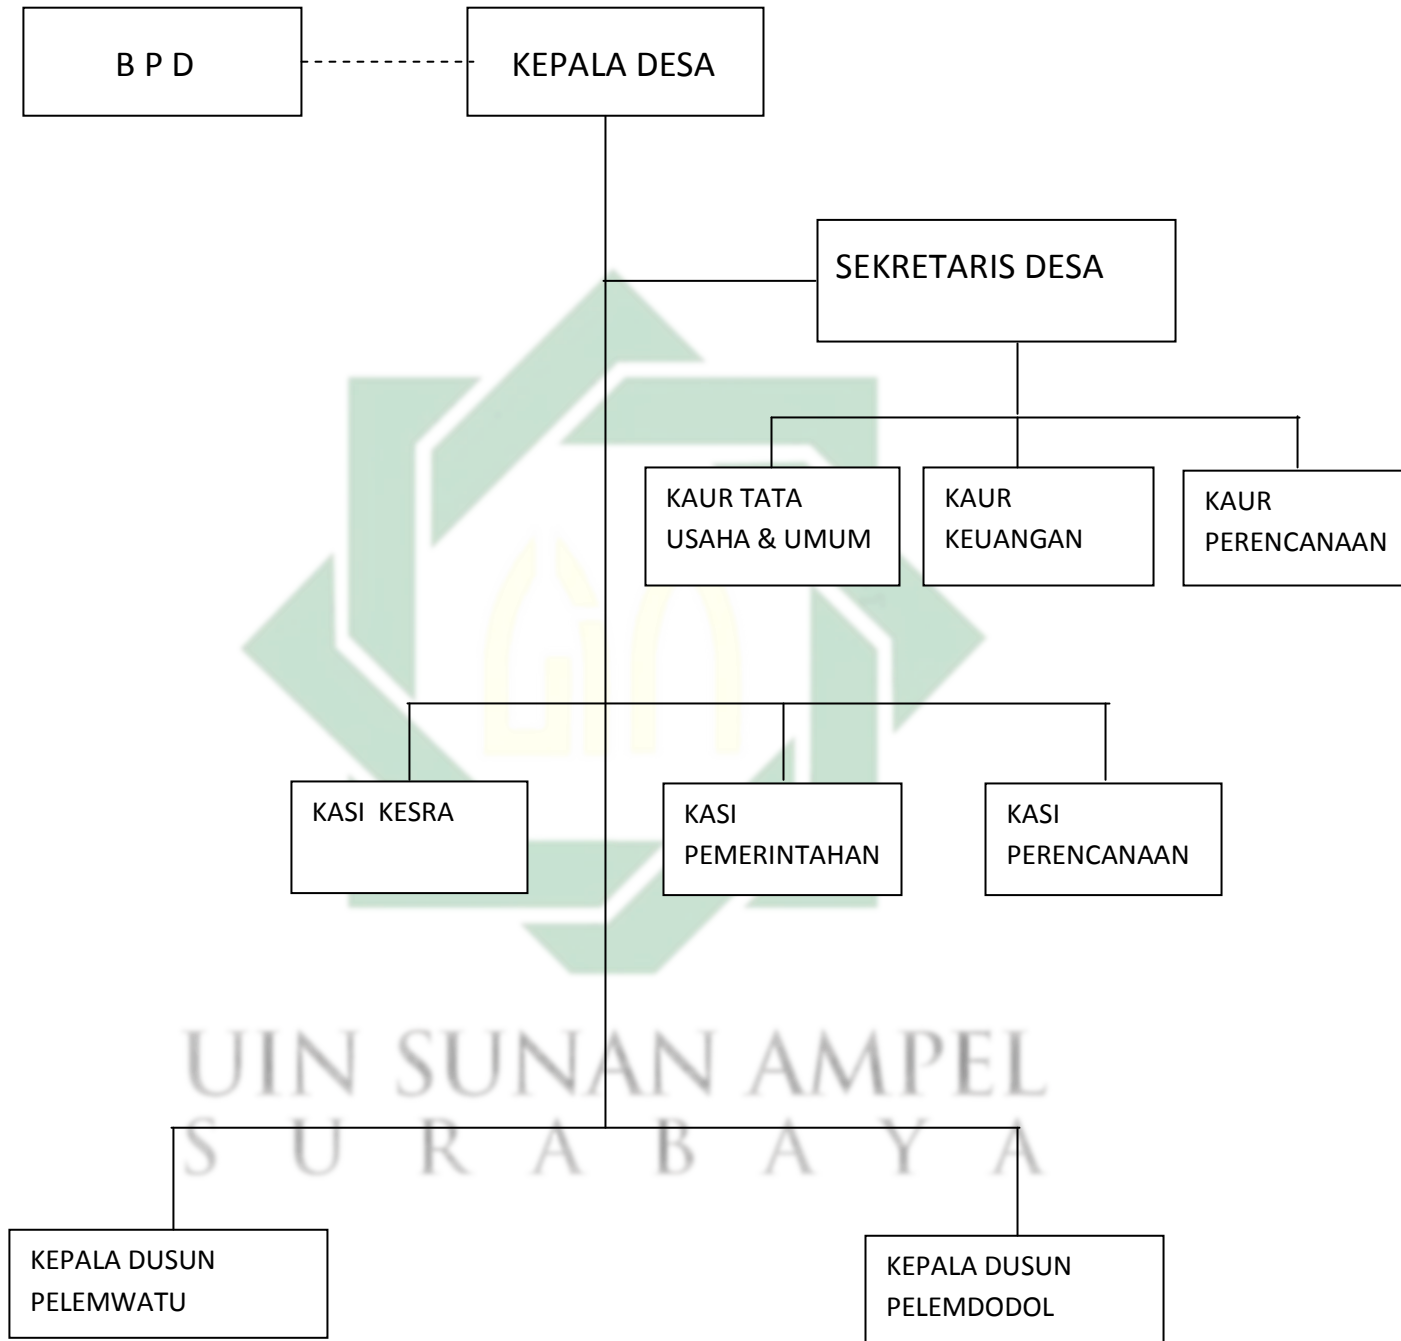 B P D
KEPALA DESA
SEKRETARIS DESA
KAUR TATA
USAHA & UMUM
KAUR
KEUANGAN
KAUR
PERENCANAAN
KASI  KESRA
KASI
PEMERINTAHAN
KASI
PERENCANAAN
UIN SUNAN AMPEL
S U R A B A Y A
KEPALA DUSUN
PELEMWATU
KEPALA DUSUN
PELEMDODOL